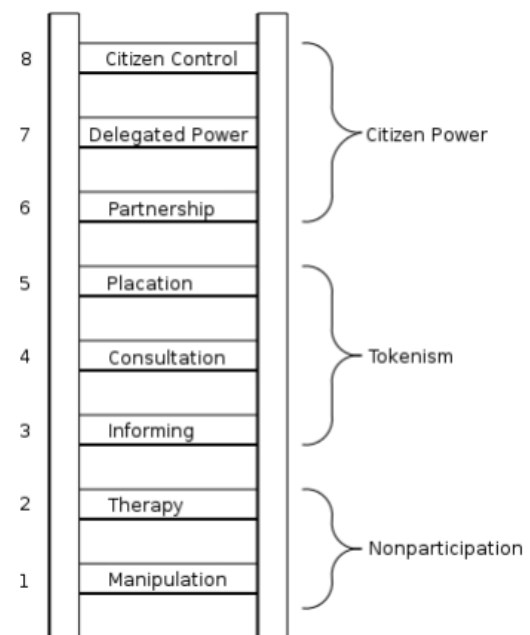 8 Citizen Control
7 Delegated Power
Citizen Power
6 Partnership
5 Placation
4 Consultation
Tokenism
3 Informing
2 Therapy
Nonparticipation
1 Manipulation